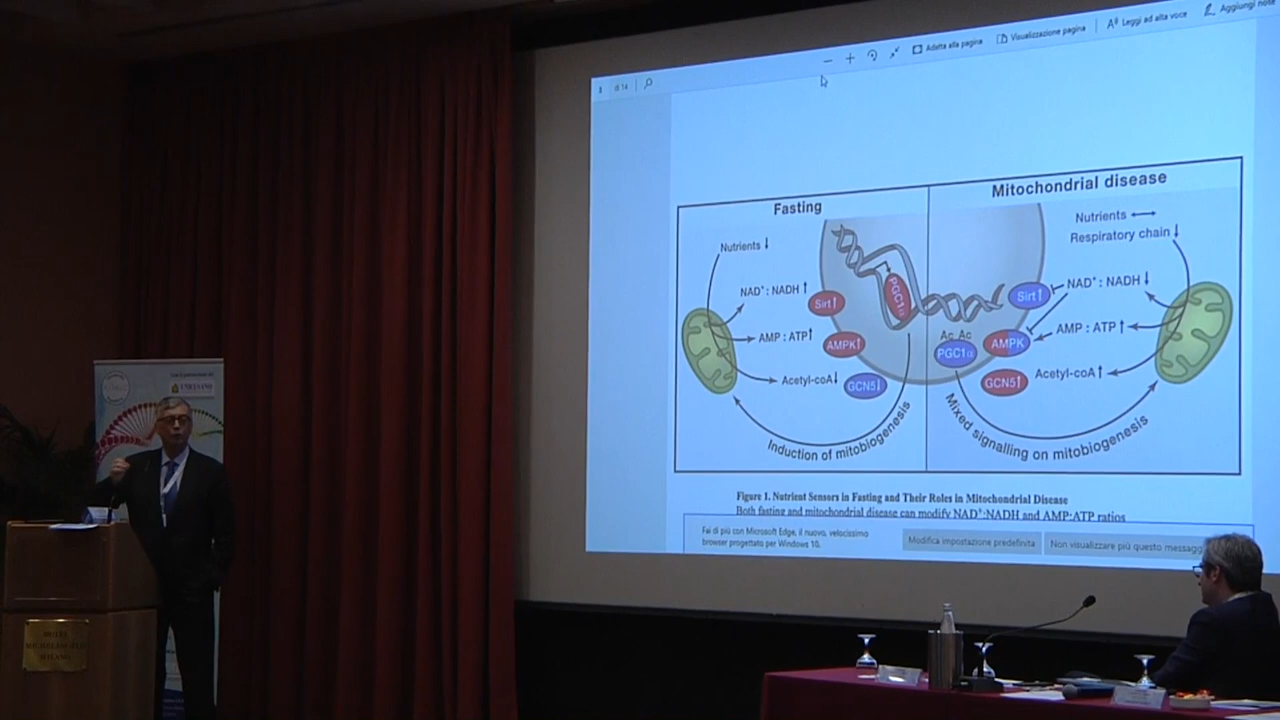 di 14
Adatta alla pagina
Visualizzazione pagina
Leggi ad alta voce
Aggiungi note
Fasting
Nutrients ↓
NAD⁺ : NADH ↑
AMP : ATP↑
Acetyl-coA↓
Sirt↑
AMPK↑
GCN5↓
PGC1α
Induction of mitobiogenesis
Mitochondrial disease
Nutrients ↔
Respiratory chain ↓
Sirt↑
NAD⁺ : NADH ↓
AMP : ATP ↑
Ac Ac
PGC1α
AMPK
GCN5↑
Acetyl-coA ↑
Mixed signalling on mitobiogenesis
Figure 1. Nutrient Sensors in Fasting and Their Roles in Mitochondrial Disease
Both fasting and mitochondrial disease can modify NAD⁺:NADH and AMP:ATP ratios
Fai di più con Microsoft Edge, il nuovo, velocissimo
browser progettato per Windows 10.
Modifica impostazione predefinita
Non visualizzare più questo messagg
HOTEL
MICHELANGELO
MILANO